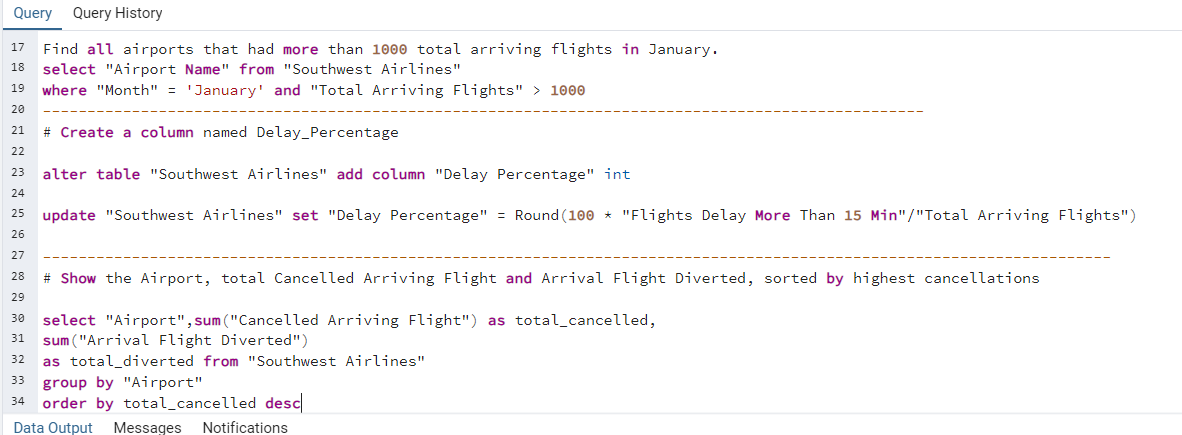 Query Query History
17 Find all airports that had more than 1000 total arriving flights in January.
18 select "Airport Name" from "Southwest Airlines"
19 where "Month" = 'January' and "Total Arriving Flights" > 1000
20 ---------------------------------------------------------------------------------------------------
21 # Create a column named Delay_Percentage
22
23 alter table "Southwest Airlines" add column "Delay Percentage" int
24
25 update "Southwest Airlines" set "Delay Percentage" = Round(100 * "Flights Delay More Than 15 Min"/"Total Arriving Flights")
26
27 ------------------------------------------------------------------------------------------------------------------------
28 # Show the Airport, total Cancelled Arriving Flight and Arrival Flight Diverted, sorted by highest cancellations
29
30 select "Airport",sum("Cancelled Arriving Flight") as total_cancelled,
31 sum("Arrival Flight Diverted")
32 as total_diverted from "Southwest Airlines"
33 group by "Airport"
34 order by total_cancelled desc
Data Output Messages Notifications